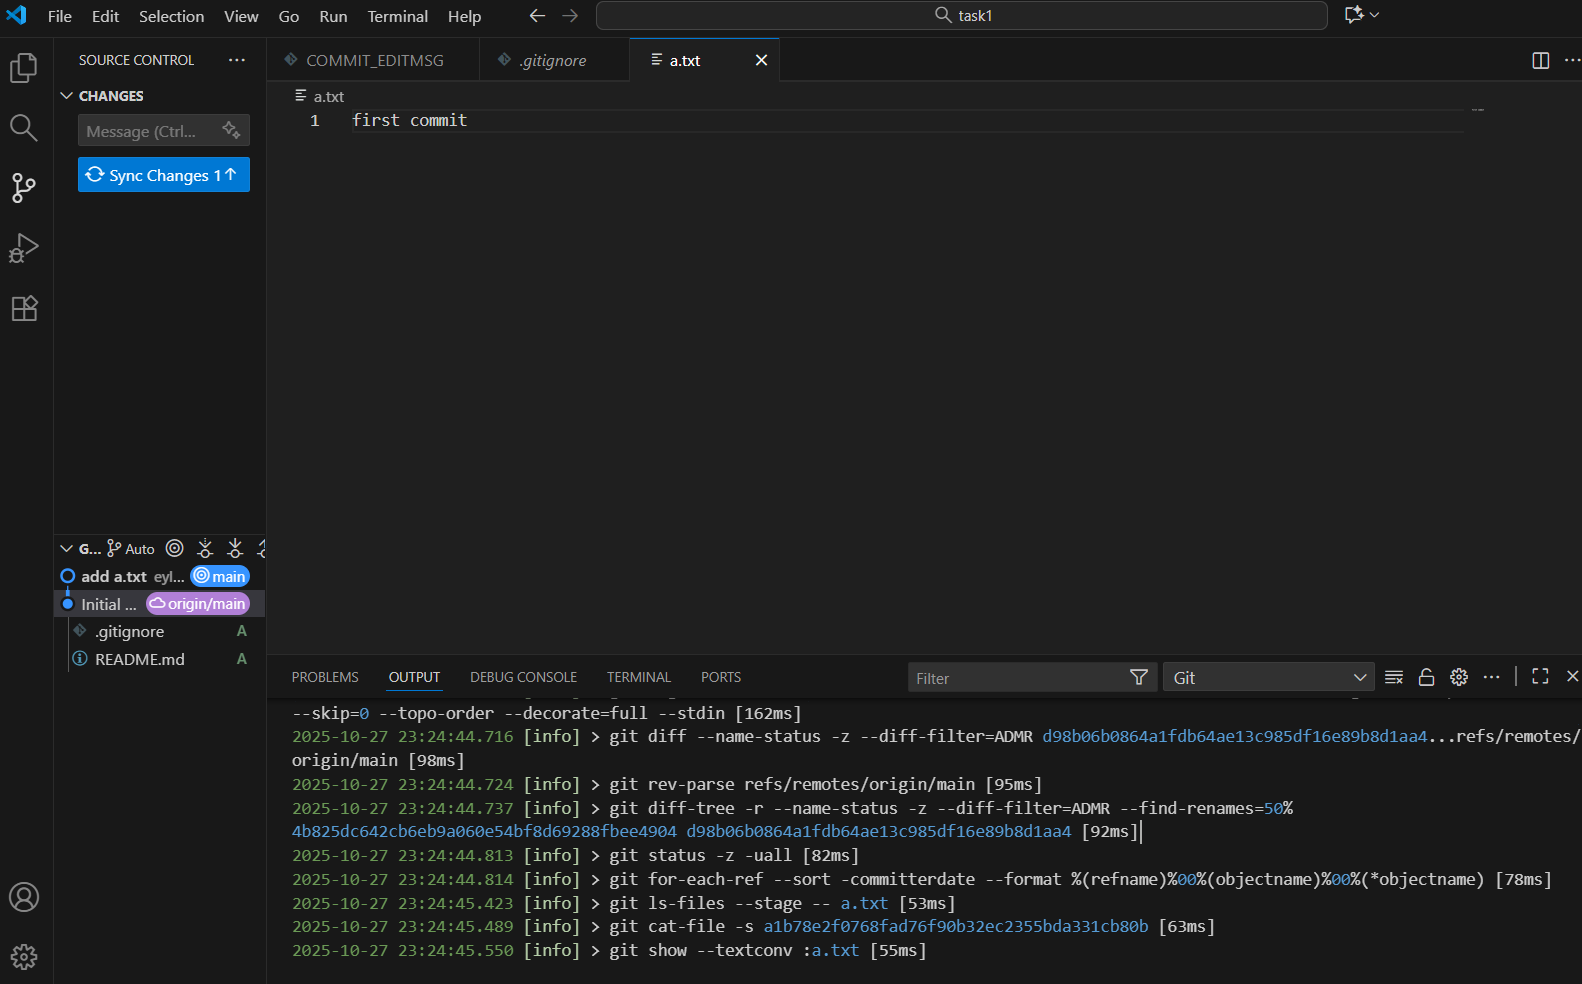 File Edit Selection View Go Run Terminal Help
task1
SOURCE CONTROL
CHANGES
Message (Ctrl...
Sync Changes 1↑
COMMIT_EDITMSG
.gitignore
a.txt
a.txt
1 first commit
G... Auto
add a.txt eyl... main
Initial ... origin/main
.gitignore A
README.md A
PROBLEMS OUTPUT DEBUG CONSOLE TERMINAL PORTS
Filter
Git
--skip=0 --topo-order --decorate=full --stdin [162ms]
2025-10-27 23:24:44.716 [info] > git diff --name-status -z --diff-filter=ADMR d98b06b0864a1fdb64ae13c985df16e89b8d1aa4...refs/remotes/
origin/main [98ms]
2025-10-27 23:24:44.724 [info] > git rev-parse refs/remotes/origin/main [95ms]
2025-10-27 23:24:44.737 [info] > git diff-tree -r --name-status -z --diff-filter=ADMR --find-renames=50%
4b825dc642cb6eb9a060e54bf8d69288fbee4904 d98b06b0864a1fdb64ae13c985df16e89b8d1aa4 [92ms]
2025-10-27 23:24:44.813 [info] > git status -z -uall [82ms]
2025-10-27 23:24:44.814 [info] > git for-each-ref --sort -committerdate --format %(refname)%00%(objectname)%00%(*objectname) [78ms]
2025-10-27 23:24:45.423 [info] > git ls-files --stage -- a.txt [53ms]
2025-10-27 23:24:45.489 [info] > git cat-file -s a1b78e2f0768fad76f90b32ec2355bda331cb80b [63ms]
2025-10-27 23:24:45.550 [info] > git show --textconv :a.txt [55ms]